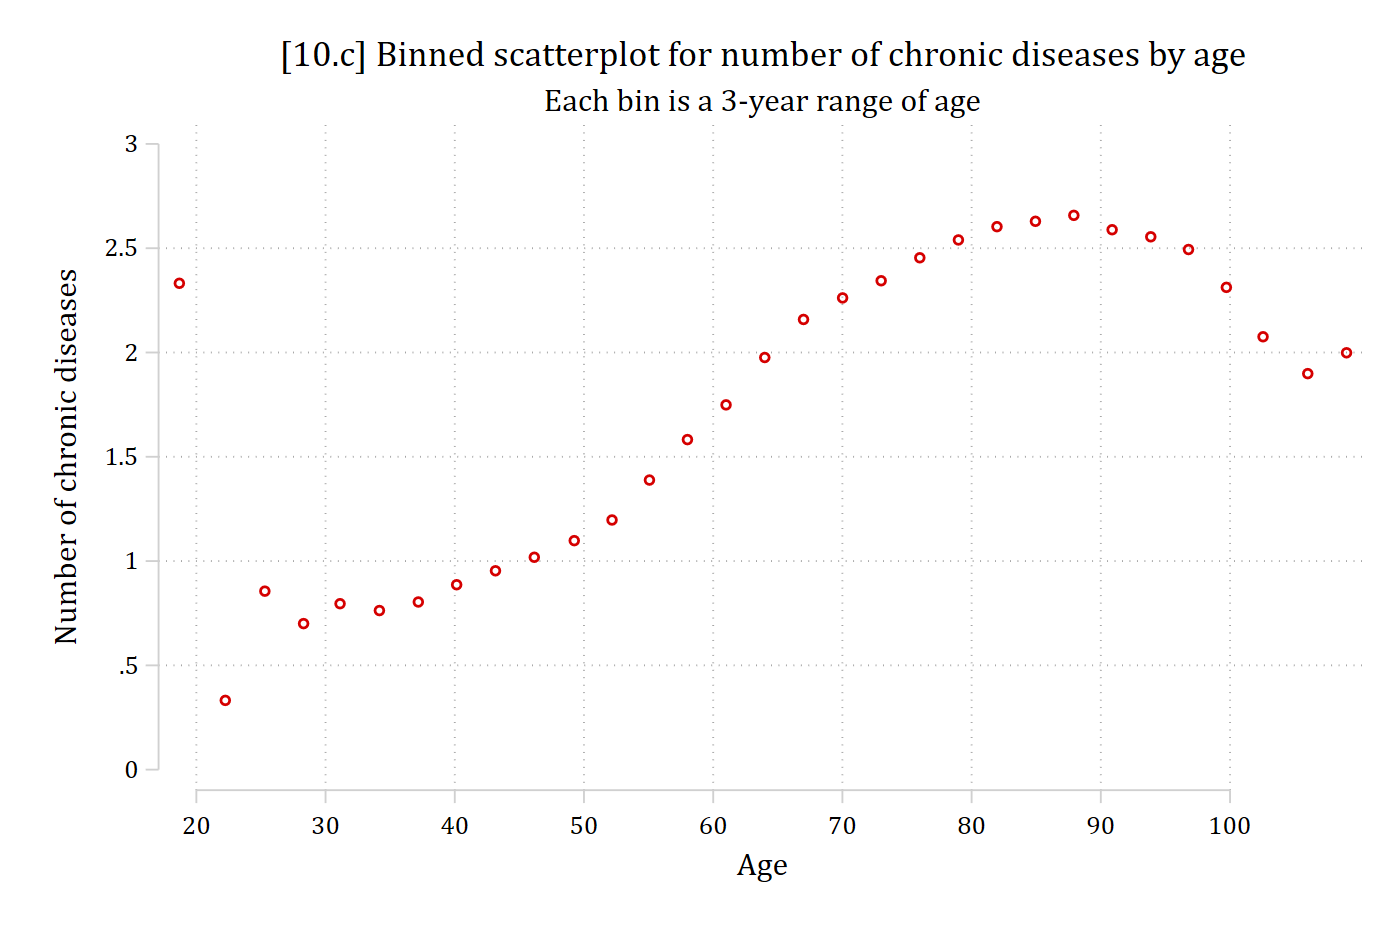 [10.c] Binned scatterplot for number of chronic diseases by age
Each bin is a 3-year range of age
Number of chronic diseases
3
2.5
2
1.5
1
.5
0
20 30 40 50 60 70 80 90 100
Age